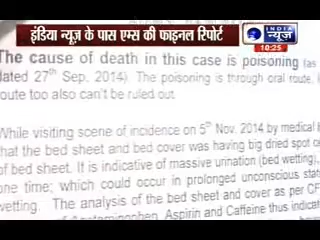 इंडिया न्यूज़ के पास एम्स की फाइनल रिपोर्ट
INDIA
न्यूज़
10:25
The cause of death in this case is poisoning (as
dated 27th Sep. 2014). The poisoning is through oral route.
route too also can't be ruled out.
While visiting scene of incidence on 5th Nov. 2014 by medical
that the bed sheet and bed cover was having big dried spot
of bed sheet. It is indicative of massive urination (bed wetting),
one time; which could occur in prolonged unconscious
wetting. The analysis of the bed sheet and cover as per
Aspirin and Caffeine thus